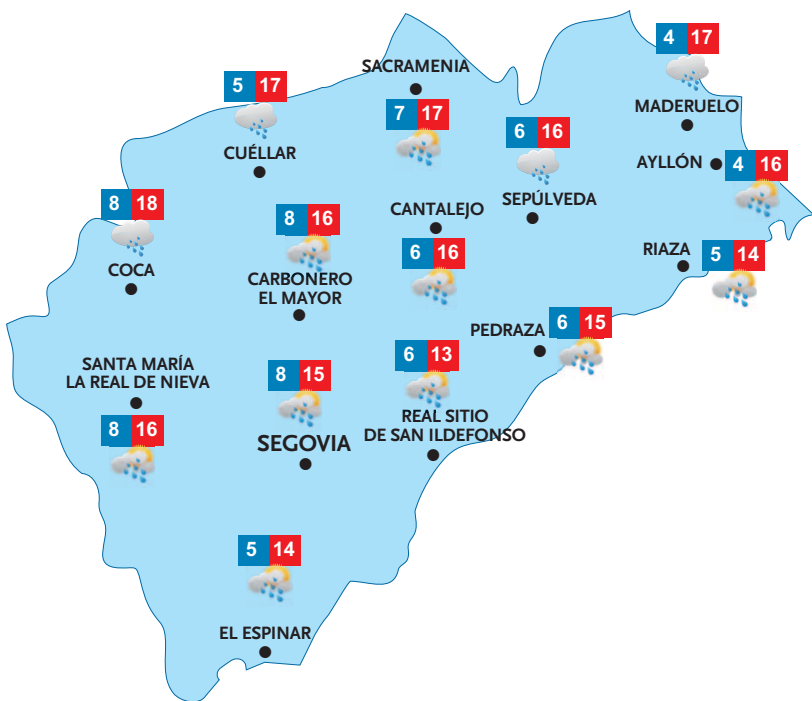 4 17
MADERUELO
SACRAMENIA
7 17
5 17
CUÉLLAR
6 16
SEPÚLVEDA
AYLLÓN
4 16
8 18
COCA
8 16
CARBONERO
EL MAYOR
CANTALEJO
6 16
RIAZA
5 14
PEDRAZA
6 15
SANTA MARÍA
LA REAL DE NIEVA
8 16
8 15
SEGOVIA
6 13
REAL SITIO
DE SAN ILDEFONSO
5 14
EL ESPINAR